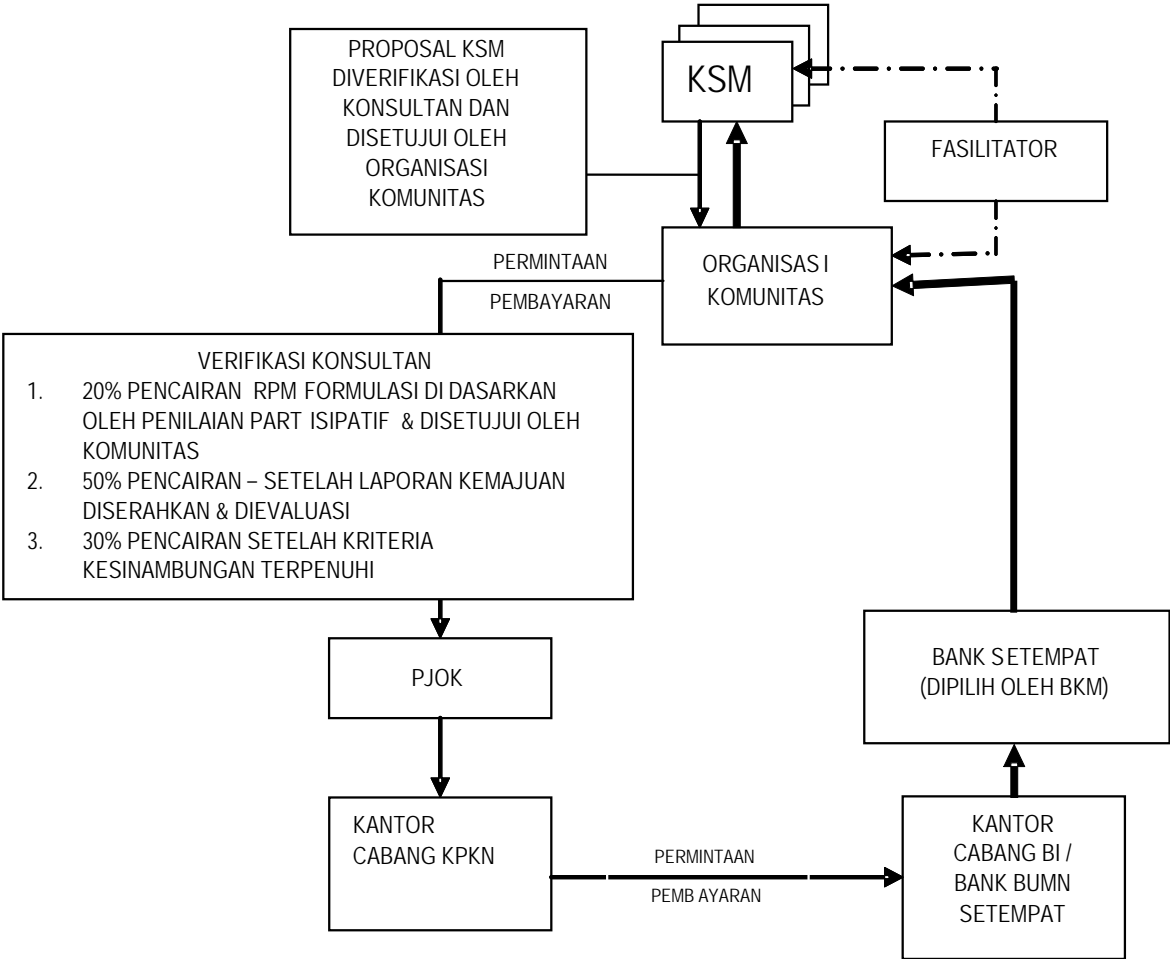 PROPOSAL KSM
DIVERIFIKASI OLEH
KONSULTAN DAN
DISETUJUI OLEH
ORGANISASI
KOMUNITAS
KSM
FASILITATOR
ORGANISAS I
KOMUNITAS
PERMINTAAN
PEMBAYARAN
VERIFIKASI KONSULTAN
1. 20% PENCAIRAN RPM FORMULASI DI DASARKAN
OLEH PENILAIAN PART ISIPATIF & DISETUJUI OLEH
KOMUNITAS
2. 50% PENCAIRAN – SETELAH LAPORAN KEMAJUAN
DISERAHKAN & DIEVALUASI
3. 30% PENCAIRAN SETELAH KRITERIA
KESINAMBUNGAN TERPENUHI
PJOK
BANK SETEMPAT
(DIPILIH OLEH BKM)
KANTOR
CABANG KPKN
PERMINTAAN
PEMB AYARAN
KANTOR
CABANG BI /
BANK BUMN
SETEMPAT